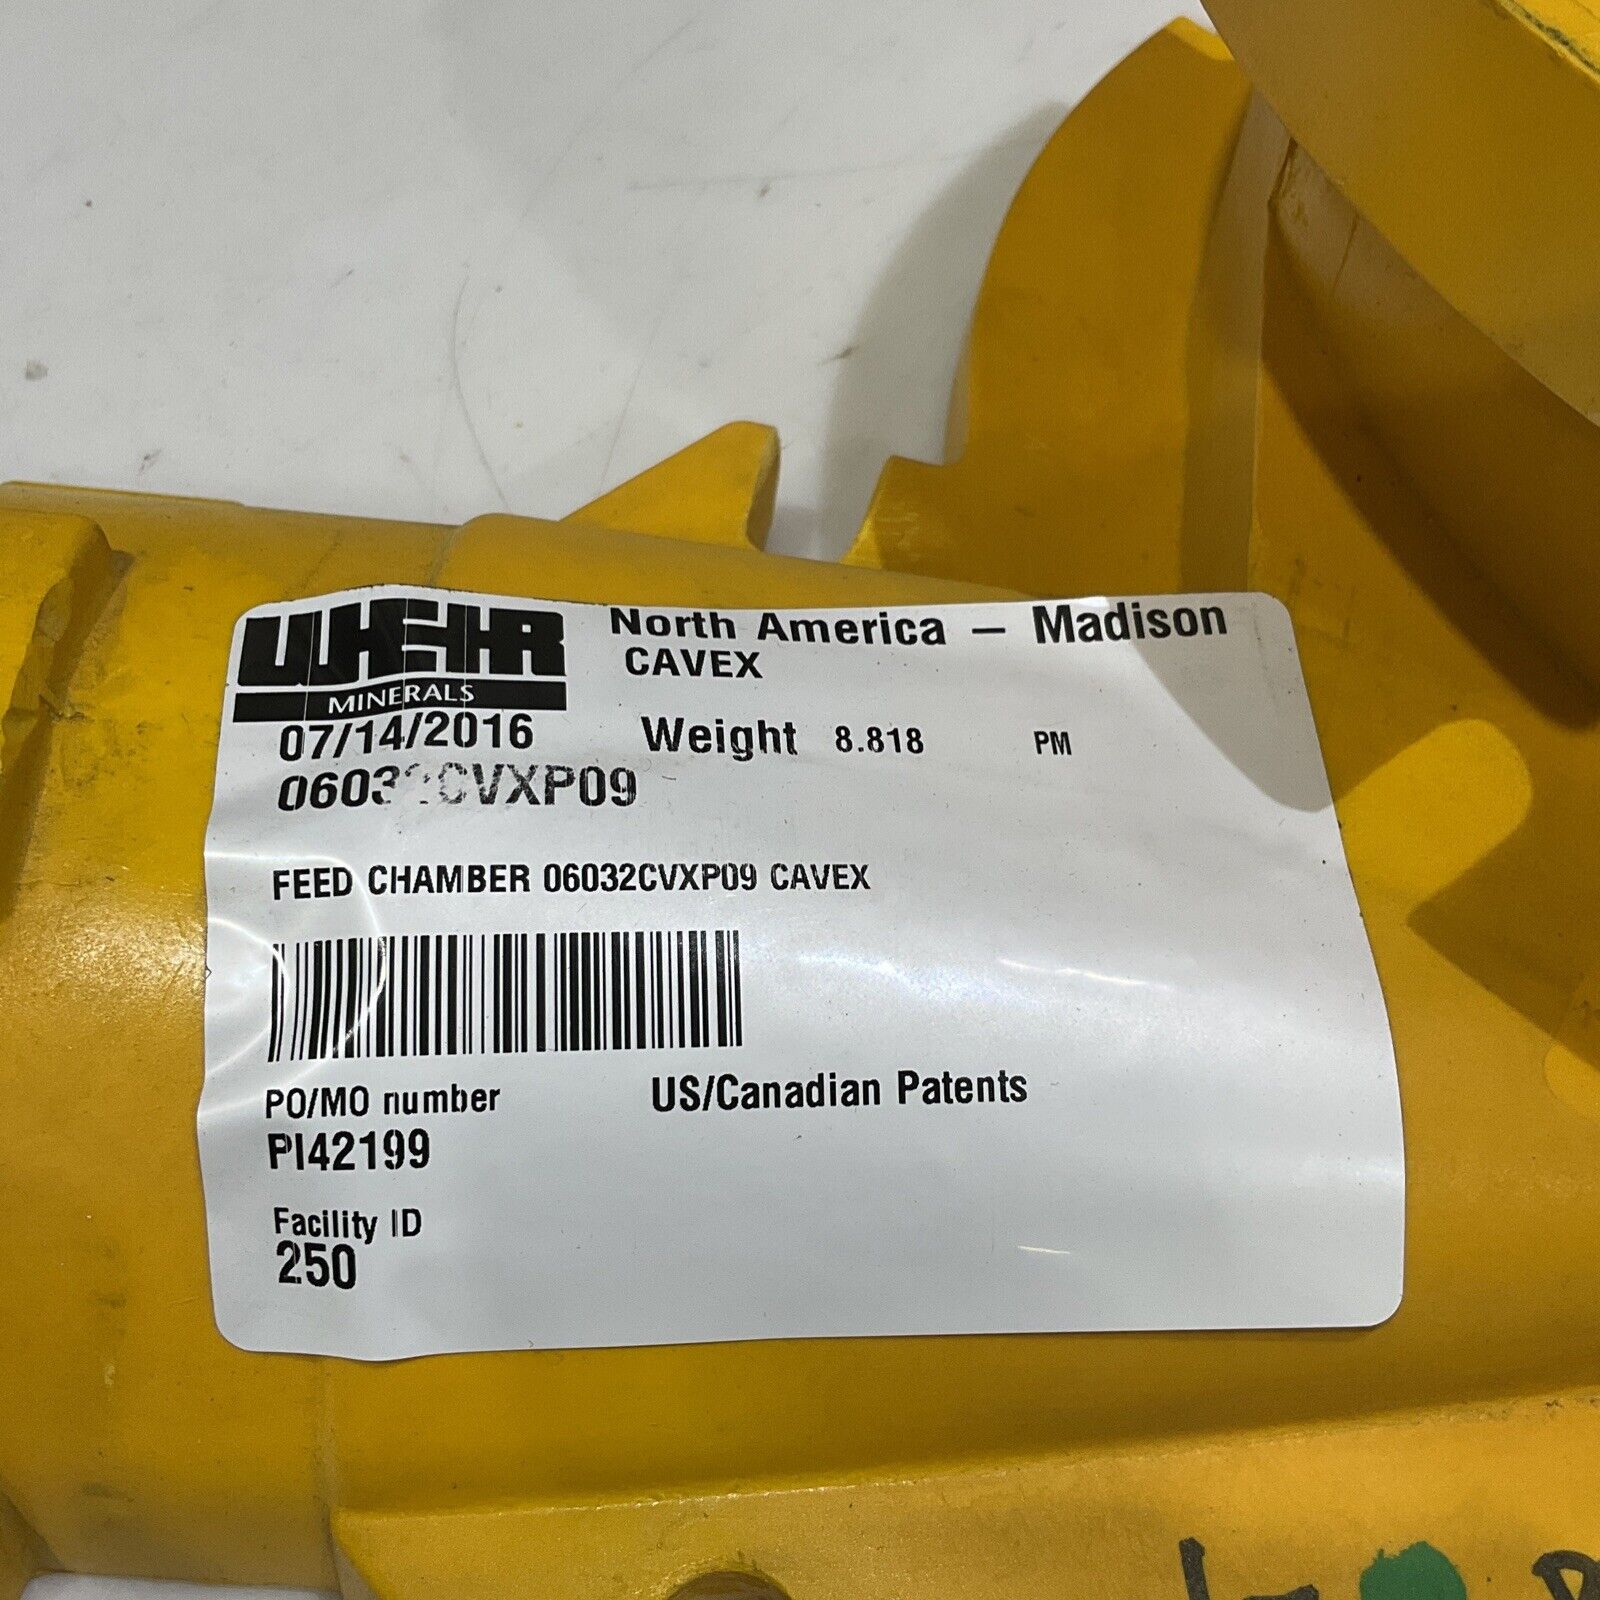 WEIR North America – Madison
MINERALS CAVEX
07/14/2016 Weight 8.818 PM
06032CVXP09
FEED CHAMBER 06032CVXP09 CAVEX
PO/MO number US/Canadian Patents
PI42199
Facility ID
250